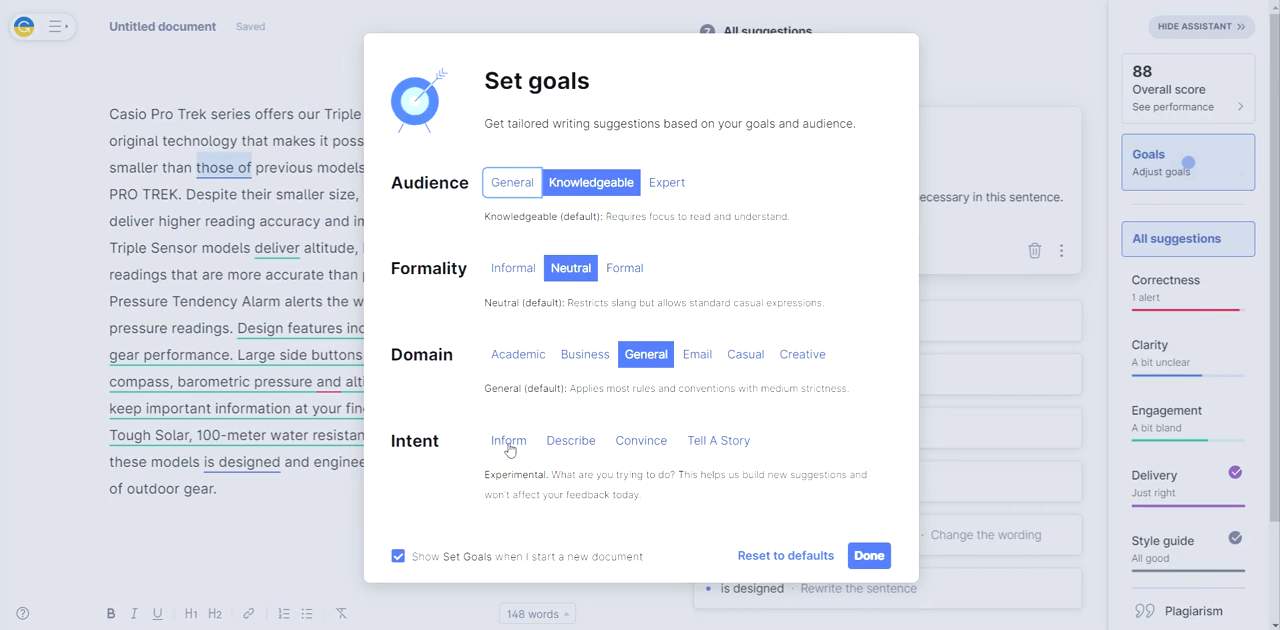 Untitled document Saved
HIDE ASSISTANT
All suggestions
88
Overall score
See performance
Goals
Adjust goals
All suggestions
Correctness
1 alert
Clarity
A bit unclear
Engagement
A bit bland
Delivery
Just right
Style guide
All good
Plagiarism
Casio Pro Trek series offers our Triple
original technology that makes it poss
smaller than those of previous models
PRO TREK. Despite their smaller size,
deliver higher reading accuracy and im
Triple Sensor models deliver altitude,
readings that are more accurate than p
Pressure Tendency Alarm alerts the w
pressure readings. Design features inc
gear performance. Large side buttons
compass, barometric pressure and alti
keep important information at your fin
Tough Solar, 100-meter water resistan
these models is designed and enginee
of outdoor gear.
Set goals
Get tailored writing suggestions based on your goals and audience.
Audience General Knowledgeable Expert
Knowledgeable (default): Requires focus to read and understand.
Formality Informal Neutral Formal
Neutral (default): Restricts slang but allows standard casual expressions.
Domain Academic Business General Email Casual Creative
General (default): Applies most rules and conventions with medium strictness.
Intent Inform Describe Convince Tell A Story
Experimental. What are you trying to do? This helps us build new suggestions and
won't affect your feedback today.
Show Set Goals when I start a new document
Reset to defaults Done
ecessary in this sentence.
· Change the wording
is designed · Rewrite the sentence
B I U H1 H2
148 words